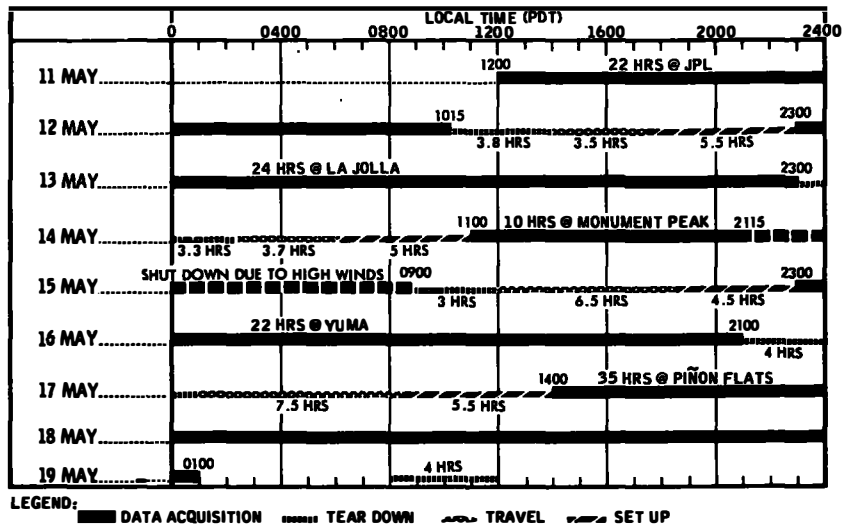 LOCAL TIME (PDT)
0 0400 0800 1200 1600 2000 2400
11 MAY 1200 22 HRS @ JPL
12 MAY 1015 2300
3.8 HRS 3.5 HRS 5.5 HRS
13 MAY 24 HRS @ LA JOLLA 2300
14 MAY 1100 10 HRS @ MONUMENT PEAK 2115
3.3 HRS 3.7 HRS 5 HRS
SHUT DOWN DUE TO HIGH WINDS 0900 2300
15 MAY
3 HRS 6.5 HRS 4.5 HRS
16 MAY 22 HRS @ YUMA 2100
4 HRS
17 MAY 1400 35 HRS @ PIÑON FLATS
7.5 HRS 5.5 HRS
18 MAY
19 MAY 0100 4 HRS
LEGEND:
DATA ACQUISITION TEAR DOWN TRAVEL SET UP